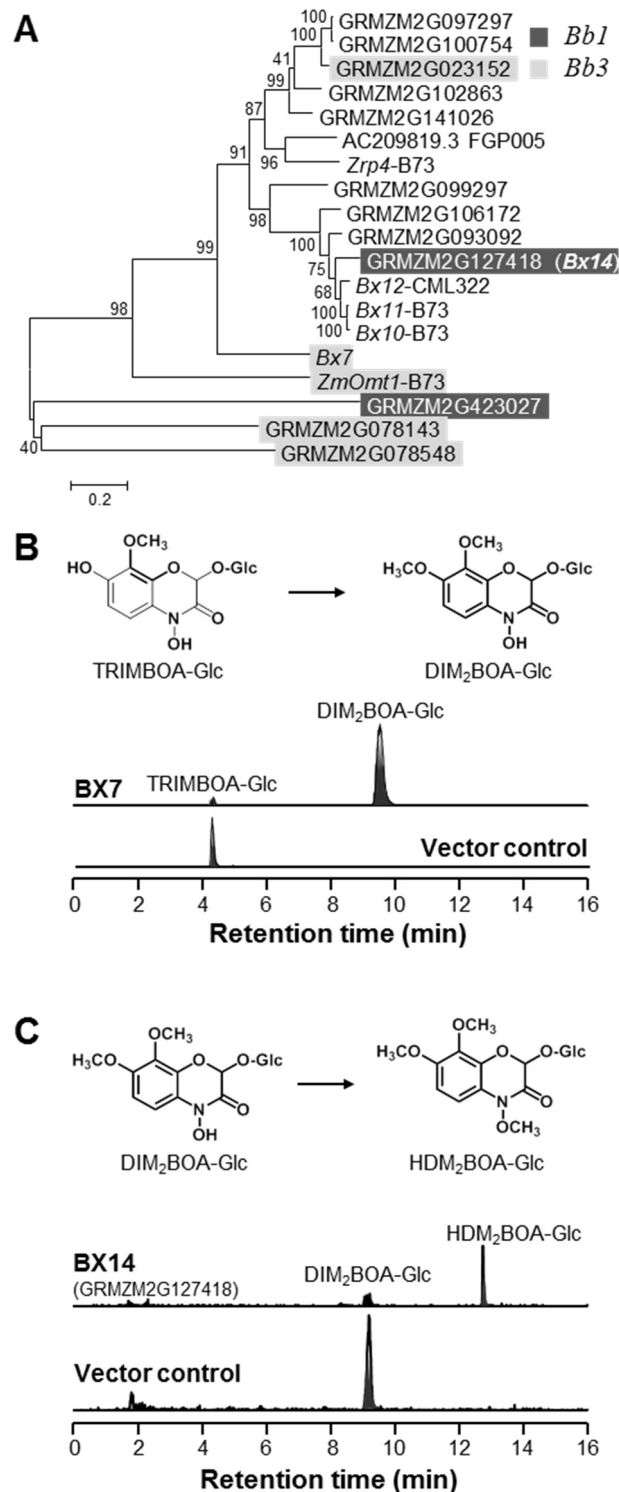 A
GRMZM2G097297
GRMZM2G100754
GRMZM2G023152
GRMZM2G102863
GRMZM2G141026
AC209819.3 FGP005
Zrp4-B73
GRMZM2G099297
GRMZM2G106172
GRMZM2G093092
GRMZM2G127418 (Bx14)
Bx12-CML322
Bx11-B73
Bx10-B73
Bx7
ZmOmt1-B73
GRMZM2G423027
GRMZM2G078143
GRMZM2G078548
100
100
41
99
87
96
91
98
100
75
68
100
100
99
98
40
0.2
Bb1
Bb3
B
OCH3
HO
O
O-Glc
N
O
OH
TRIMBOA-Glc
OCH3
H3CO
O
O-Glc
N
O
OH
DIM2BOA-Glc
DIM2BOA-Glc
BX7
TRIMBOA-Glc
Vector control
0 2 4 6 8 10 12 14 16
Retention time (min)
C
OCH3
H3CO
O
O-Glc
N
O
OH
DIM2BOA-Glc
OCH3
H3CO
O
O-Glc
N
O
OCH3
HDM2BOA-Glc
HDM2BOA-Glc
BX14
(GRMZM2G127418)
DIM2BOA-Glc
Vector control
0 2 4 6 8 10 12 14 16
Retention time (min)